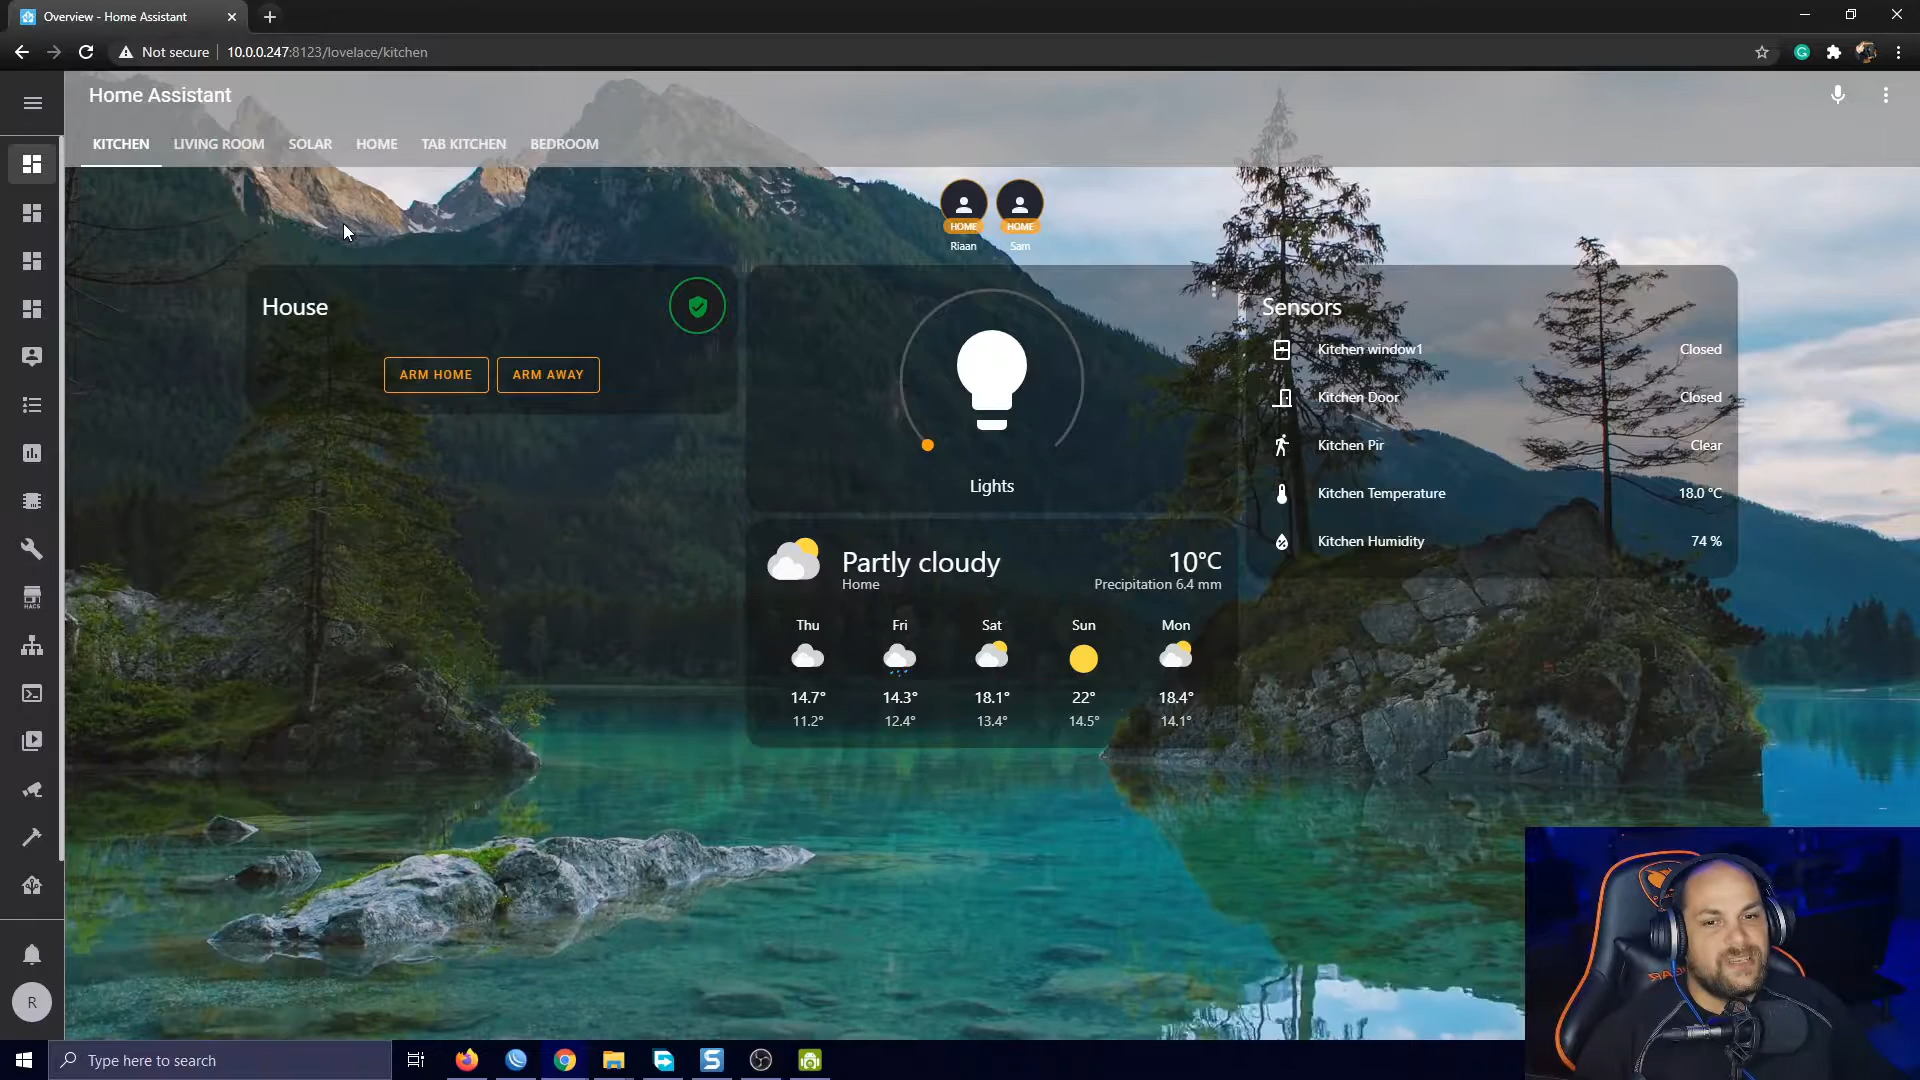 Overview - Home Assistant
Not secure
10.0.0.247:8123/lovelace/kitchen
Home Assistant
KITCHEN LIVING ROOM SOLAR HOME TAB KITCHEN BEDROOM
HOME HOME
Riaan Sam
House
ARM HOME ARM AWAY
Lights
Sensors
Kitchen window1 Closed
Kitchen Door Closed
Kitchen Pir Clear
Kitchen Temperature 18.0 °C
Kitchen Humidity 74 %
Partly cloudy 10°C
Home Precipitation 6.4 mm
Thu Fri Sat Sun Mon
14.7° 14.3° 18.1° 22° 18.4°
11.2° 12.4° 13.4° 14.5° 14.1°
HACS
R
Type here to search